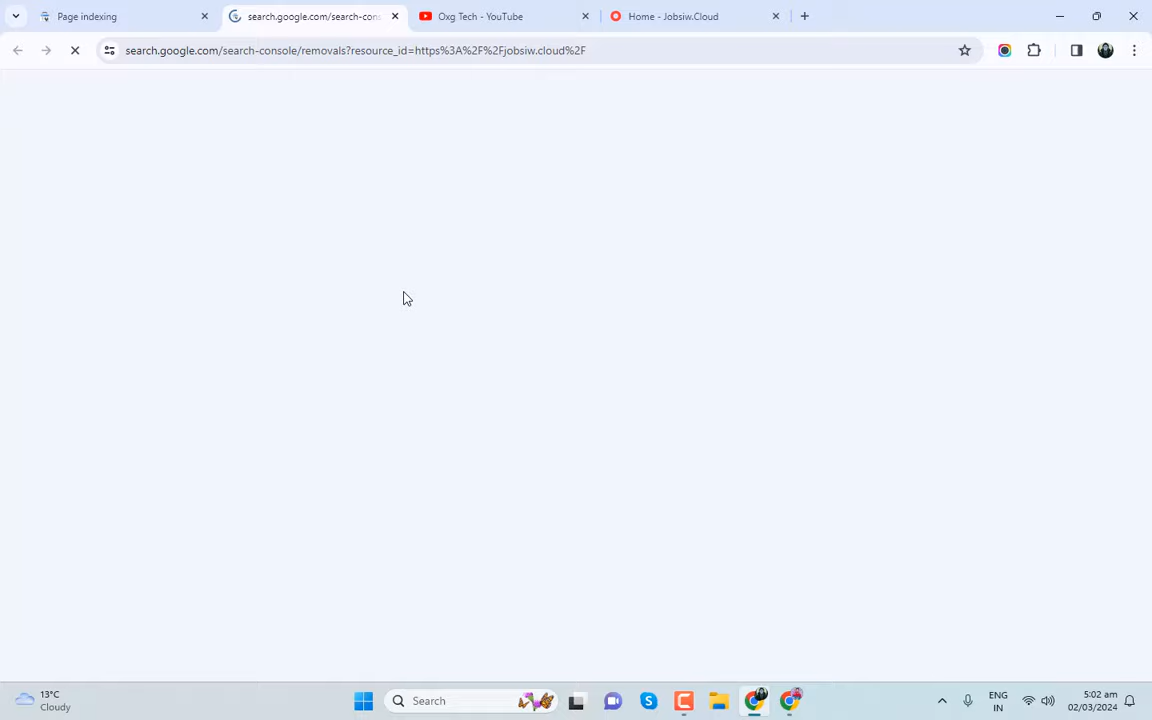 Page indexing
search.google.com/search-cons
Oxg Tech - YouTube
Home - Jobsiw.Cloud
search.google.com/search-console/removals?resource_id=https%3A%2F%2Fjobsiw.cloud%2F
13°C
Cloudy
Search
ENG
IN
5:02 am
02/03/2024